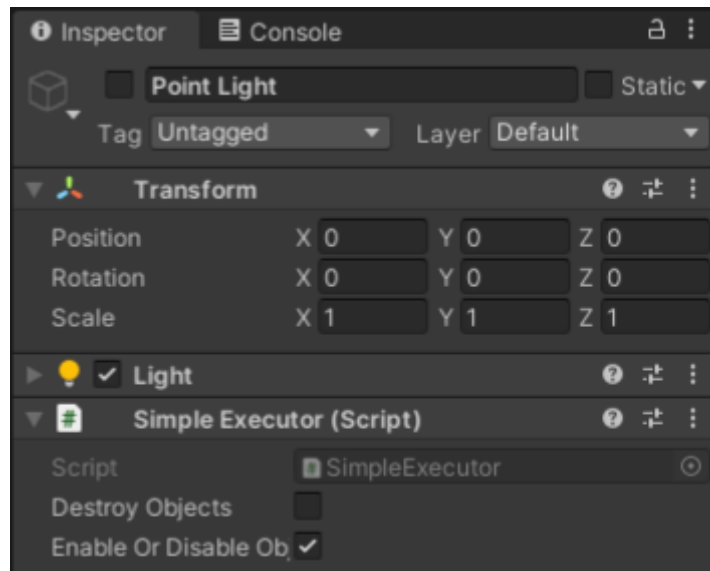 Inspector Console
Point Light Static
Tag Untagged Layer Default
Transform
Position X 0 Y 0 Z 0
Rotation X 0 Y 0 Z 0
Scale X 1 Y 1 Z 1
Light
Simple Executor (Script)
Script SimpleExecutor
Destroy Objects
Enable Or Disable Obj